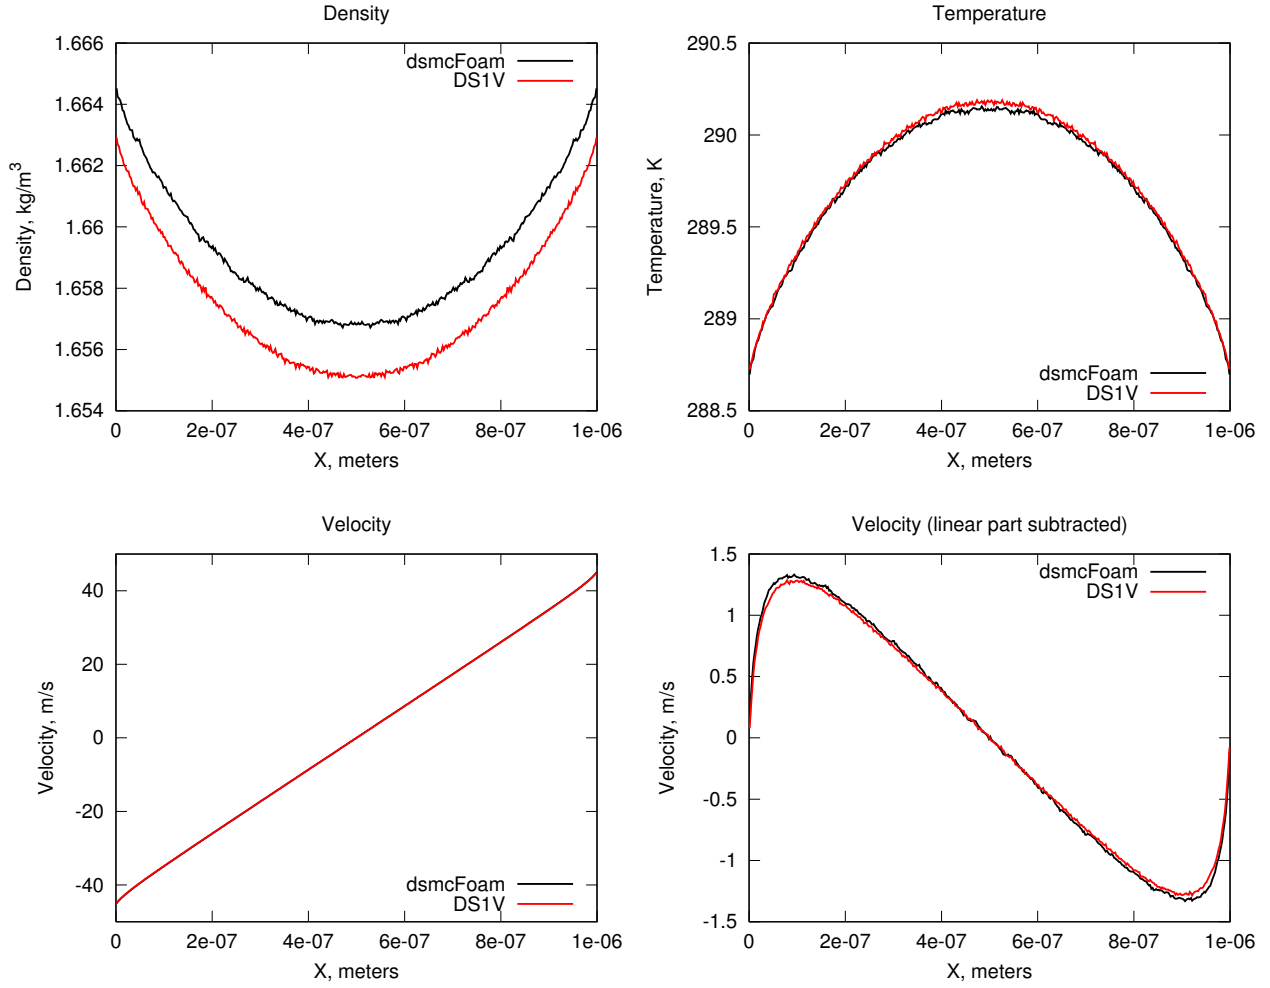 Density
1.666
1.664
1.662
1.66
1.658
1.656
1.654
Density, kg/m³
dsmcFoam
DS1V
0
2e-07
4e-07
6e-07
8e-07
1e-06
X, meters
Temperature
290.5
290
289.5
289
288.5
Temperature, K
dsmcFoam
DS1V
0
2e-07
4e-07
6e-07
8e-07
1e-06
X, meters
Velocity
40
20
0
-20
-40
Velocity, m/s
dsmcFoam
DS1V
0
2e-07
4e-07
6e-07
8e-07
1e-06
X, meters
Velocity (linear part subtracted)
1.5
1
0.5
0
-0.5
-1
-1.5
Velocity, m/s
dsmcFoam
DS1V
0
2e-07
4e-07
6e-07
8e-07
1e-06
X, meters